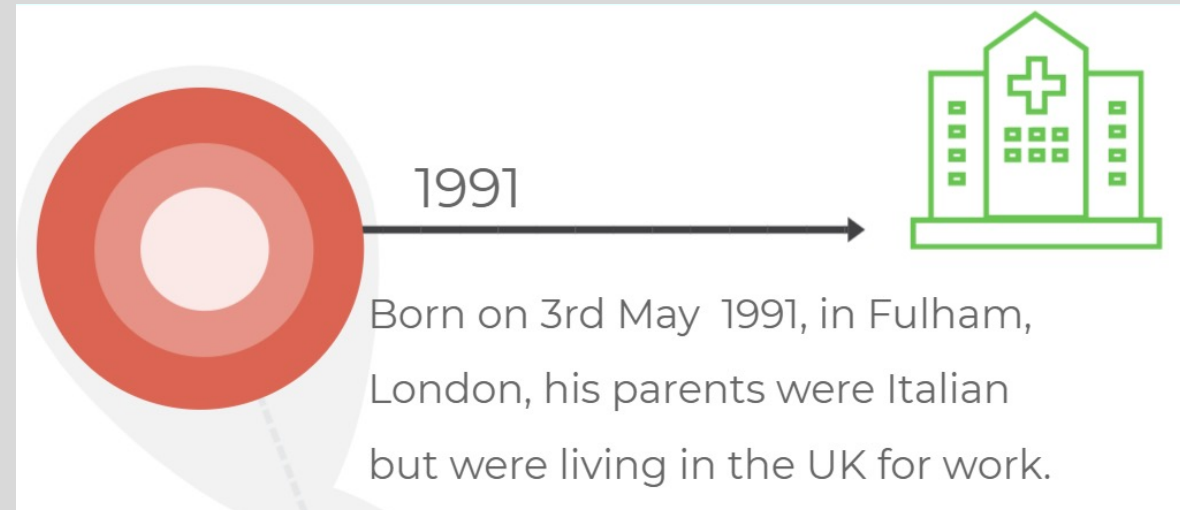 1991
Born on 3rd May 1991, in Fulham,
London, his parents were Italian
but were living in the UK for work.